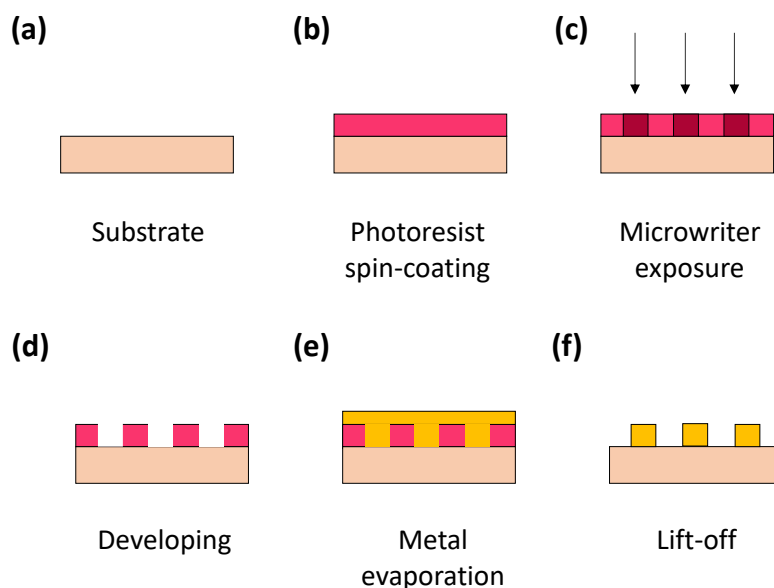 (a)
(b)
(c)
Substrate
Photoresist
spin-coating
Microwriter
exposure
(d)
(e)
(f)
Developing
Metal
evaporation
Lift-off